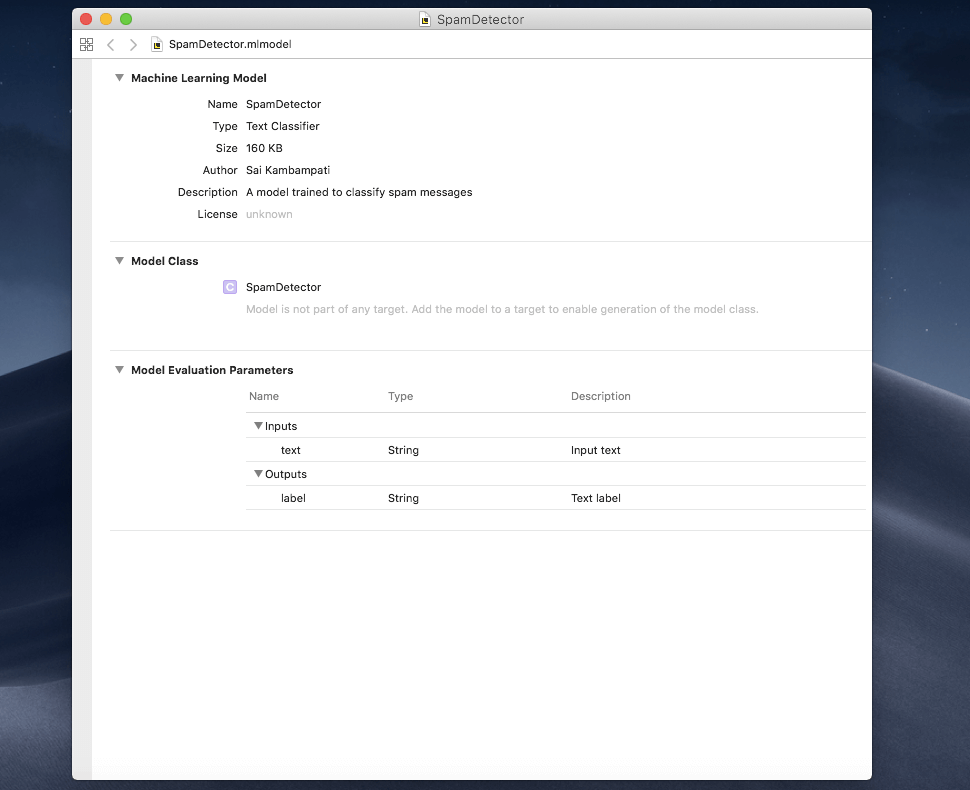 SpamDetector
SpamDetector.mlmodel
Machine Learning Model
Name SpamDetector
Type Text Classifier
Size 160 KB
Author Sai Kambampati
Description A model trained to classify spam messages
License unknown
Model Class
C SpamDetector
Model is not part of any target. Add the model to a target to enable generation of the model class.
Model Evaluation Parameters
Name Type Description
Inputs
text String Input text
Outputs
label String Text label